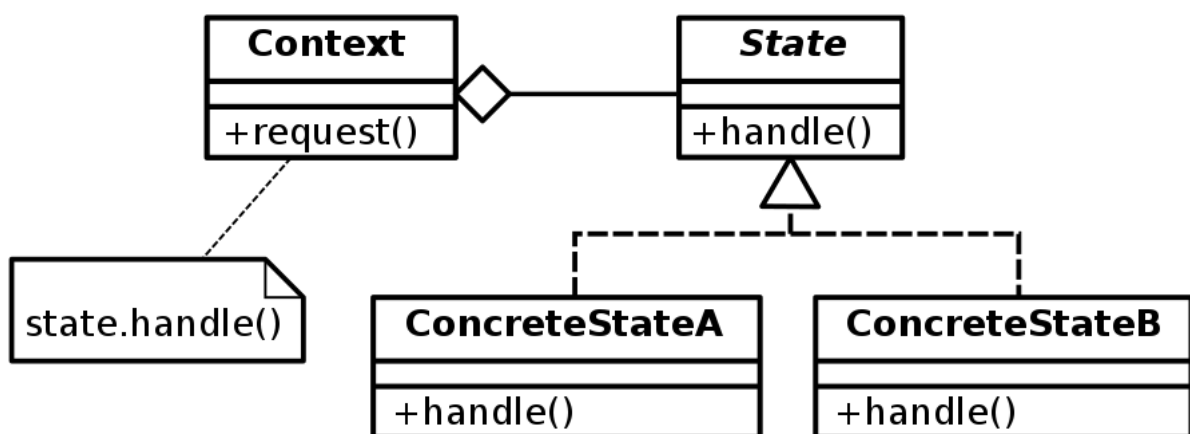 Context
+request()
State
+handle()
state.handle()
ConcreteStateA
+handle()
ConcreteStateB
+handle()